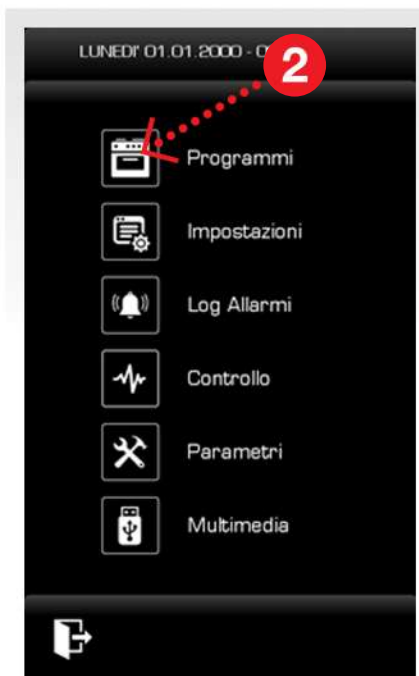 LUNEDI' 01.01.2000 - 0
2
Programmi
Impostazioni
Log Allarmi
Controllo
Parametri
Multimedia